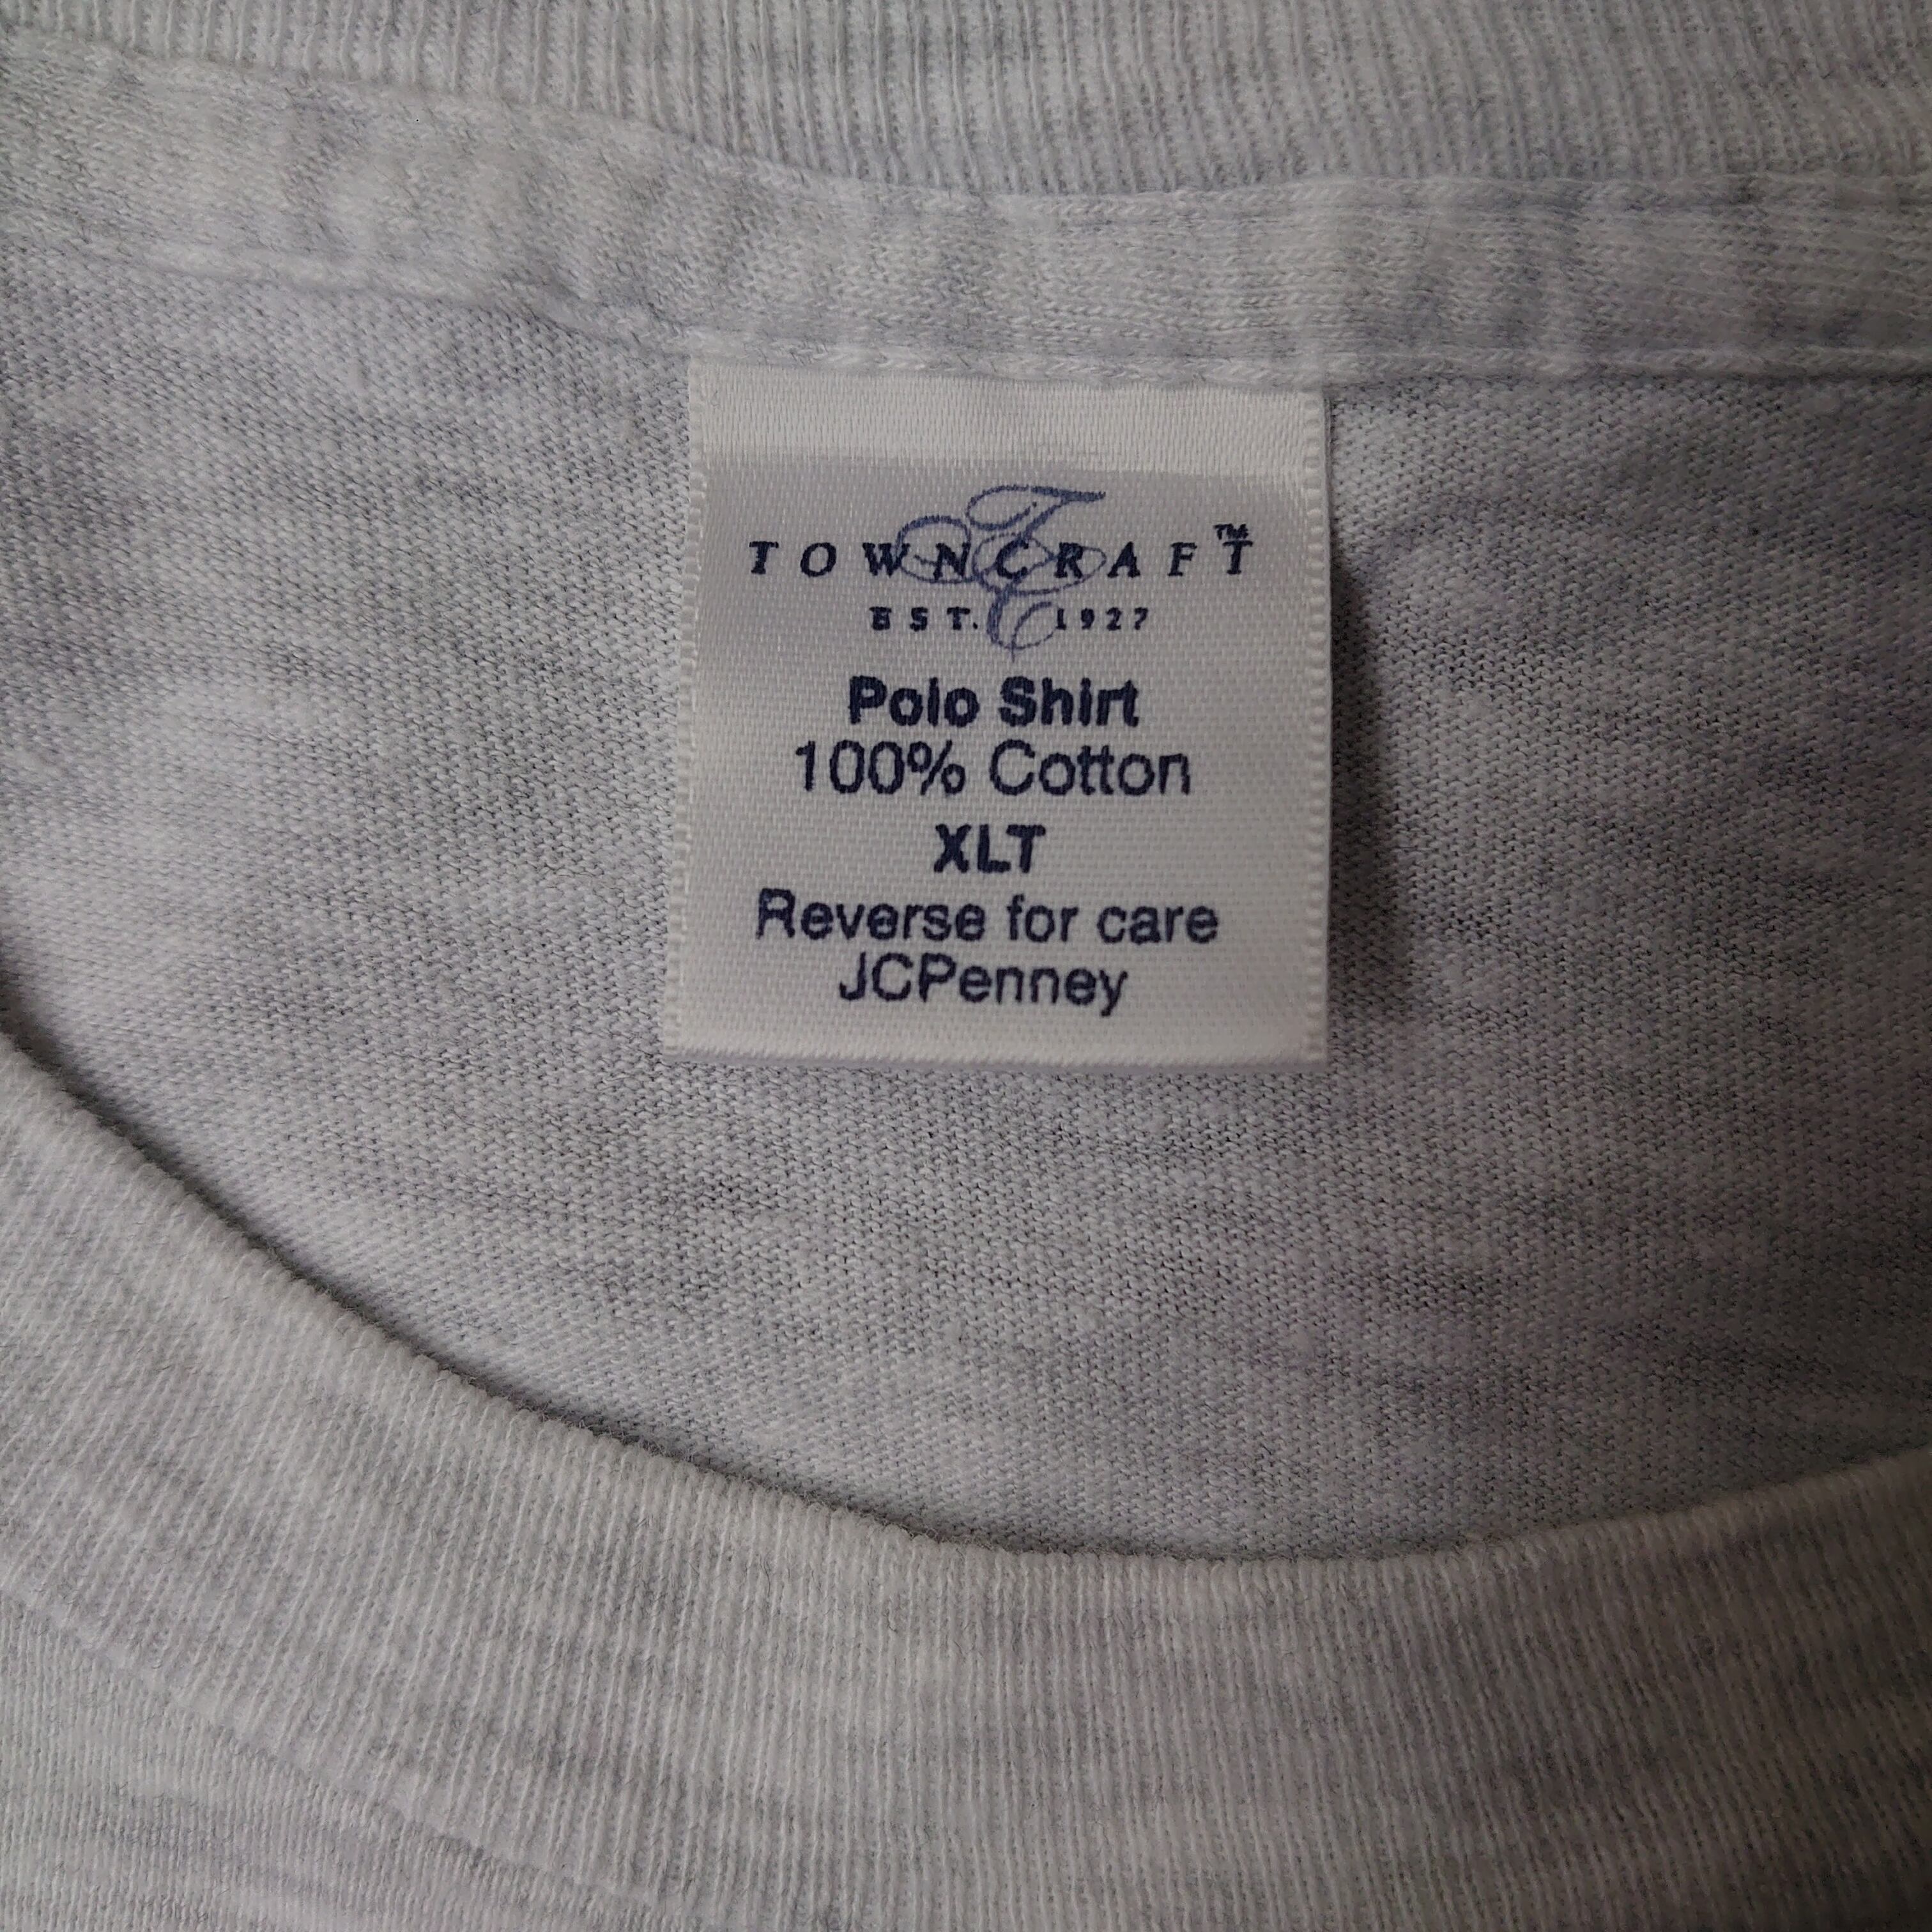 TOWNCRAFT™
EST. 1927
Polo Shirt
100% Cotton
XLT
Reverse for care
JCPenney